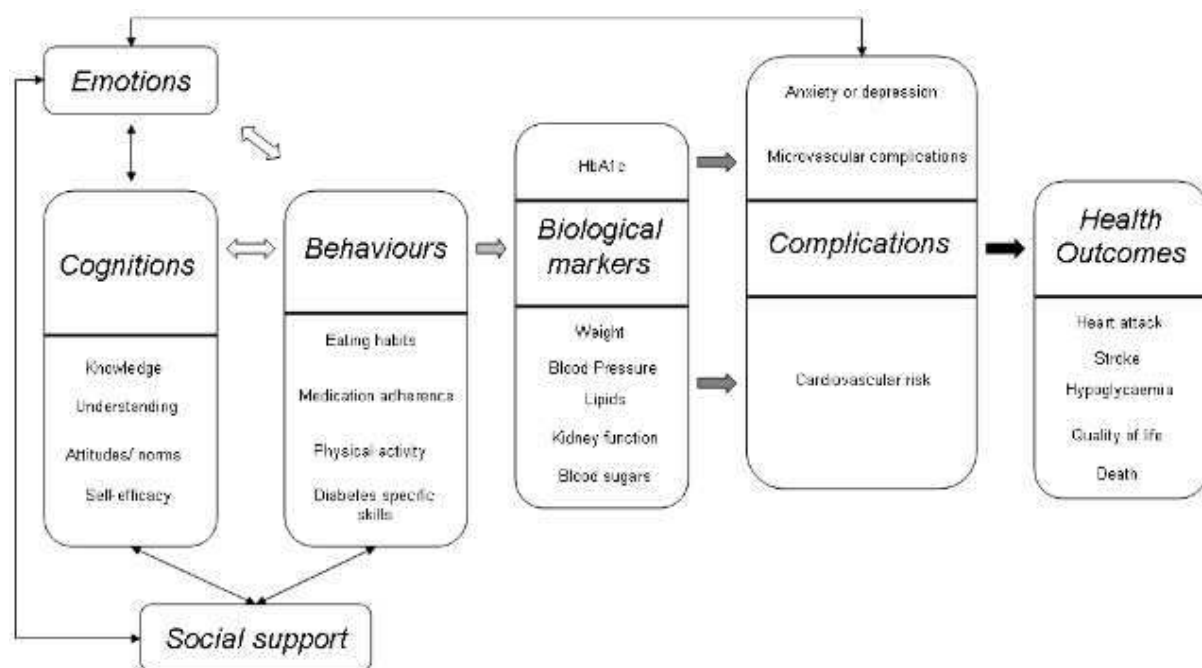 Emotions
Cognitions
Knowledge
Understanding
Attitudes/ norms
Self-efficacy
Behaviours
Eating habits
Medication adherence
Physical activity
Diabetes specific
skills
Social support
HbA1c
Biological
markers
Weight
Blood Pressure
Lipids
Kidney function
Blood sugars
Anxiety or depression
Microvascular complications
Complications
Cardiovascular risk
Health
Outcomes
Heart attack
Stroke
Hypoglycaemia
Quality of life
Death